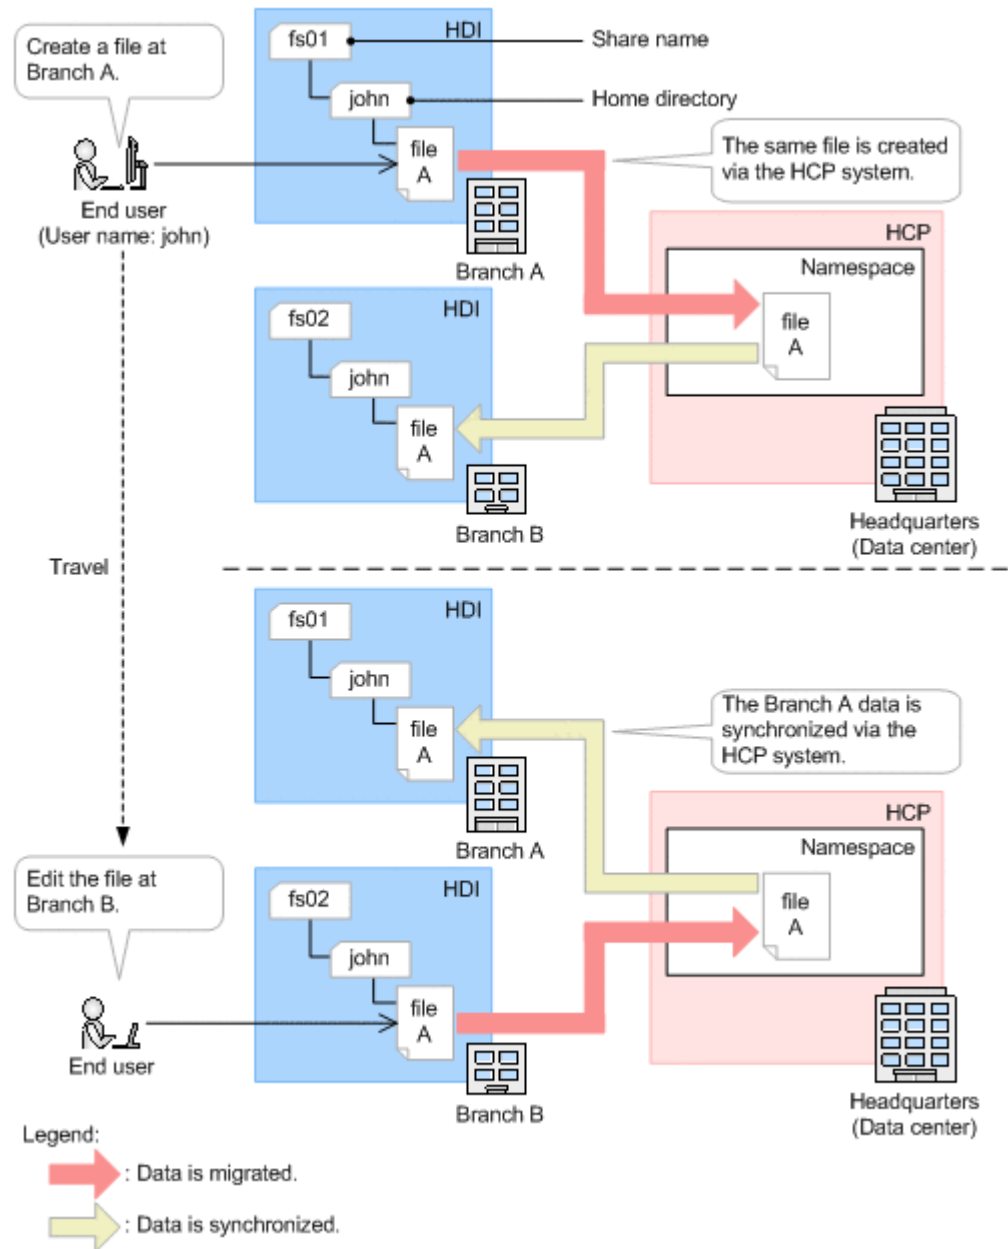 Create a file at
Branch A.
End user
(User name: john)
HDI
fs01
john
file
A
Share name
Home directory
Branch A
The same file is created
via the HCP system.
HCP
Namespace
file
A
HDI
fs02
john
file
A
Branch B
Headquarters
(Data center)
Travel
HDI
fs01
john
file
A
Branch A
The Branch A data is
synchronized via the
HCP system.
HCP
Namespace
file
A
Edit the file at
Branch B.
End user
HDI
fs02
john
file
A
Branch B
Headquarters
(Data center)
Legend:
: Data is migrated.
: Data is synchronized.